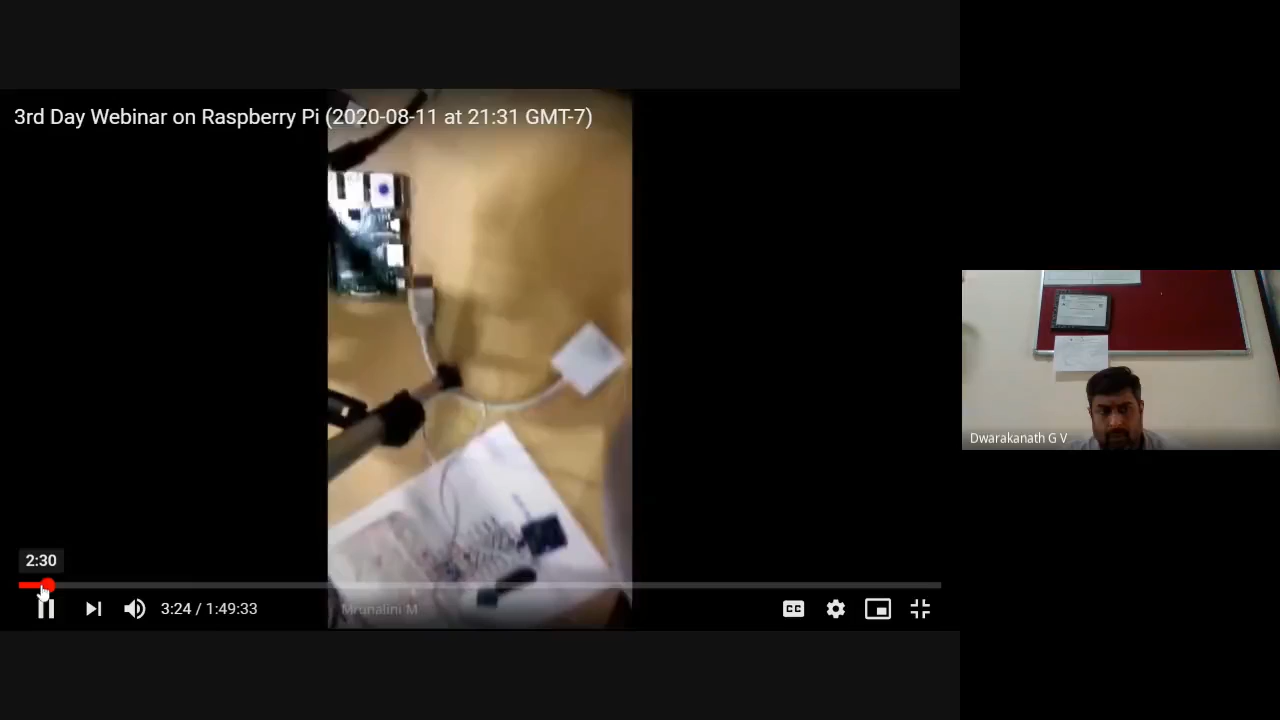 3rd Day Webinar on Raspberry Pi (2020-08-11 at 21:31 GMT-7)
Dwarakanath G V
2:30
3:24 / 1:49:33
Mrunalini M
CC